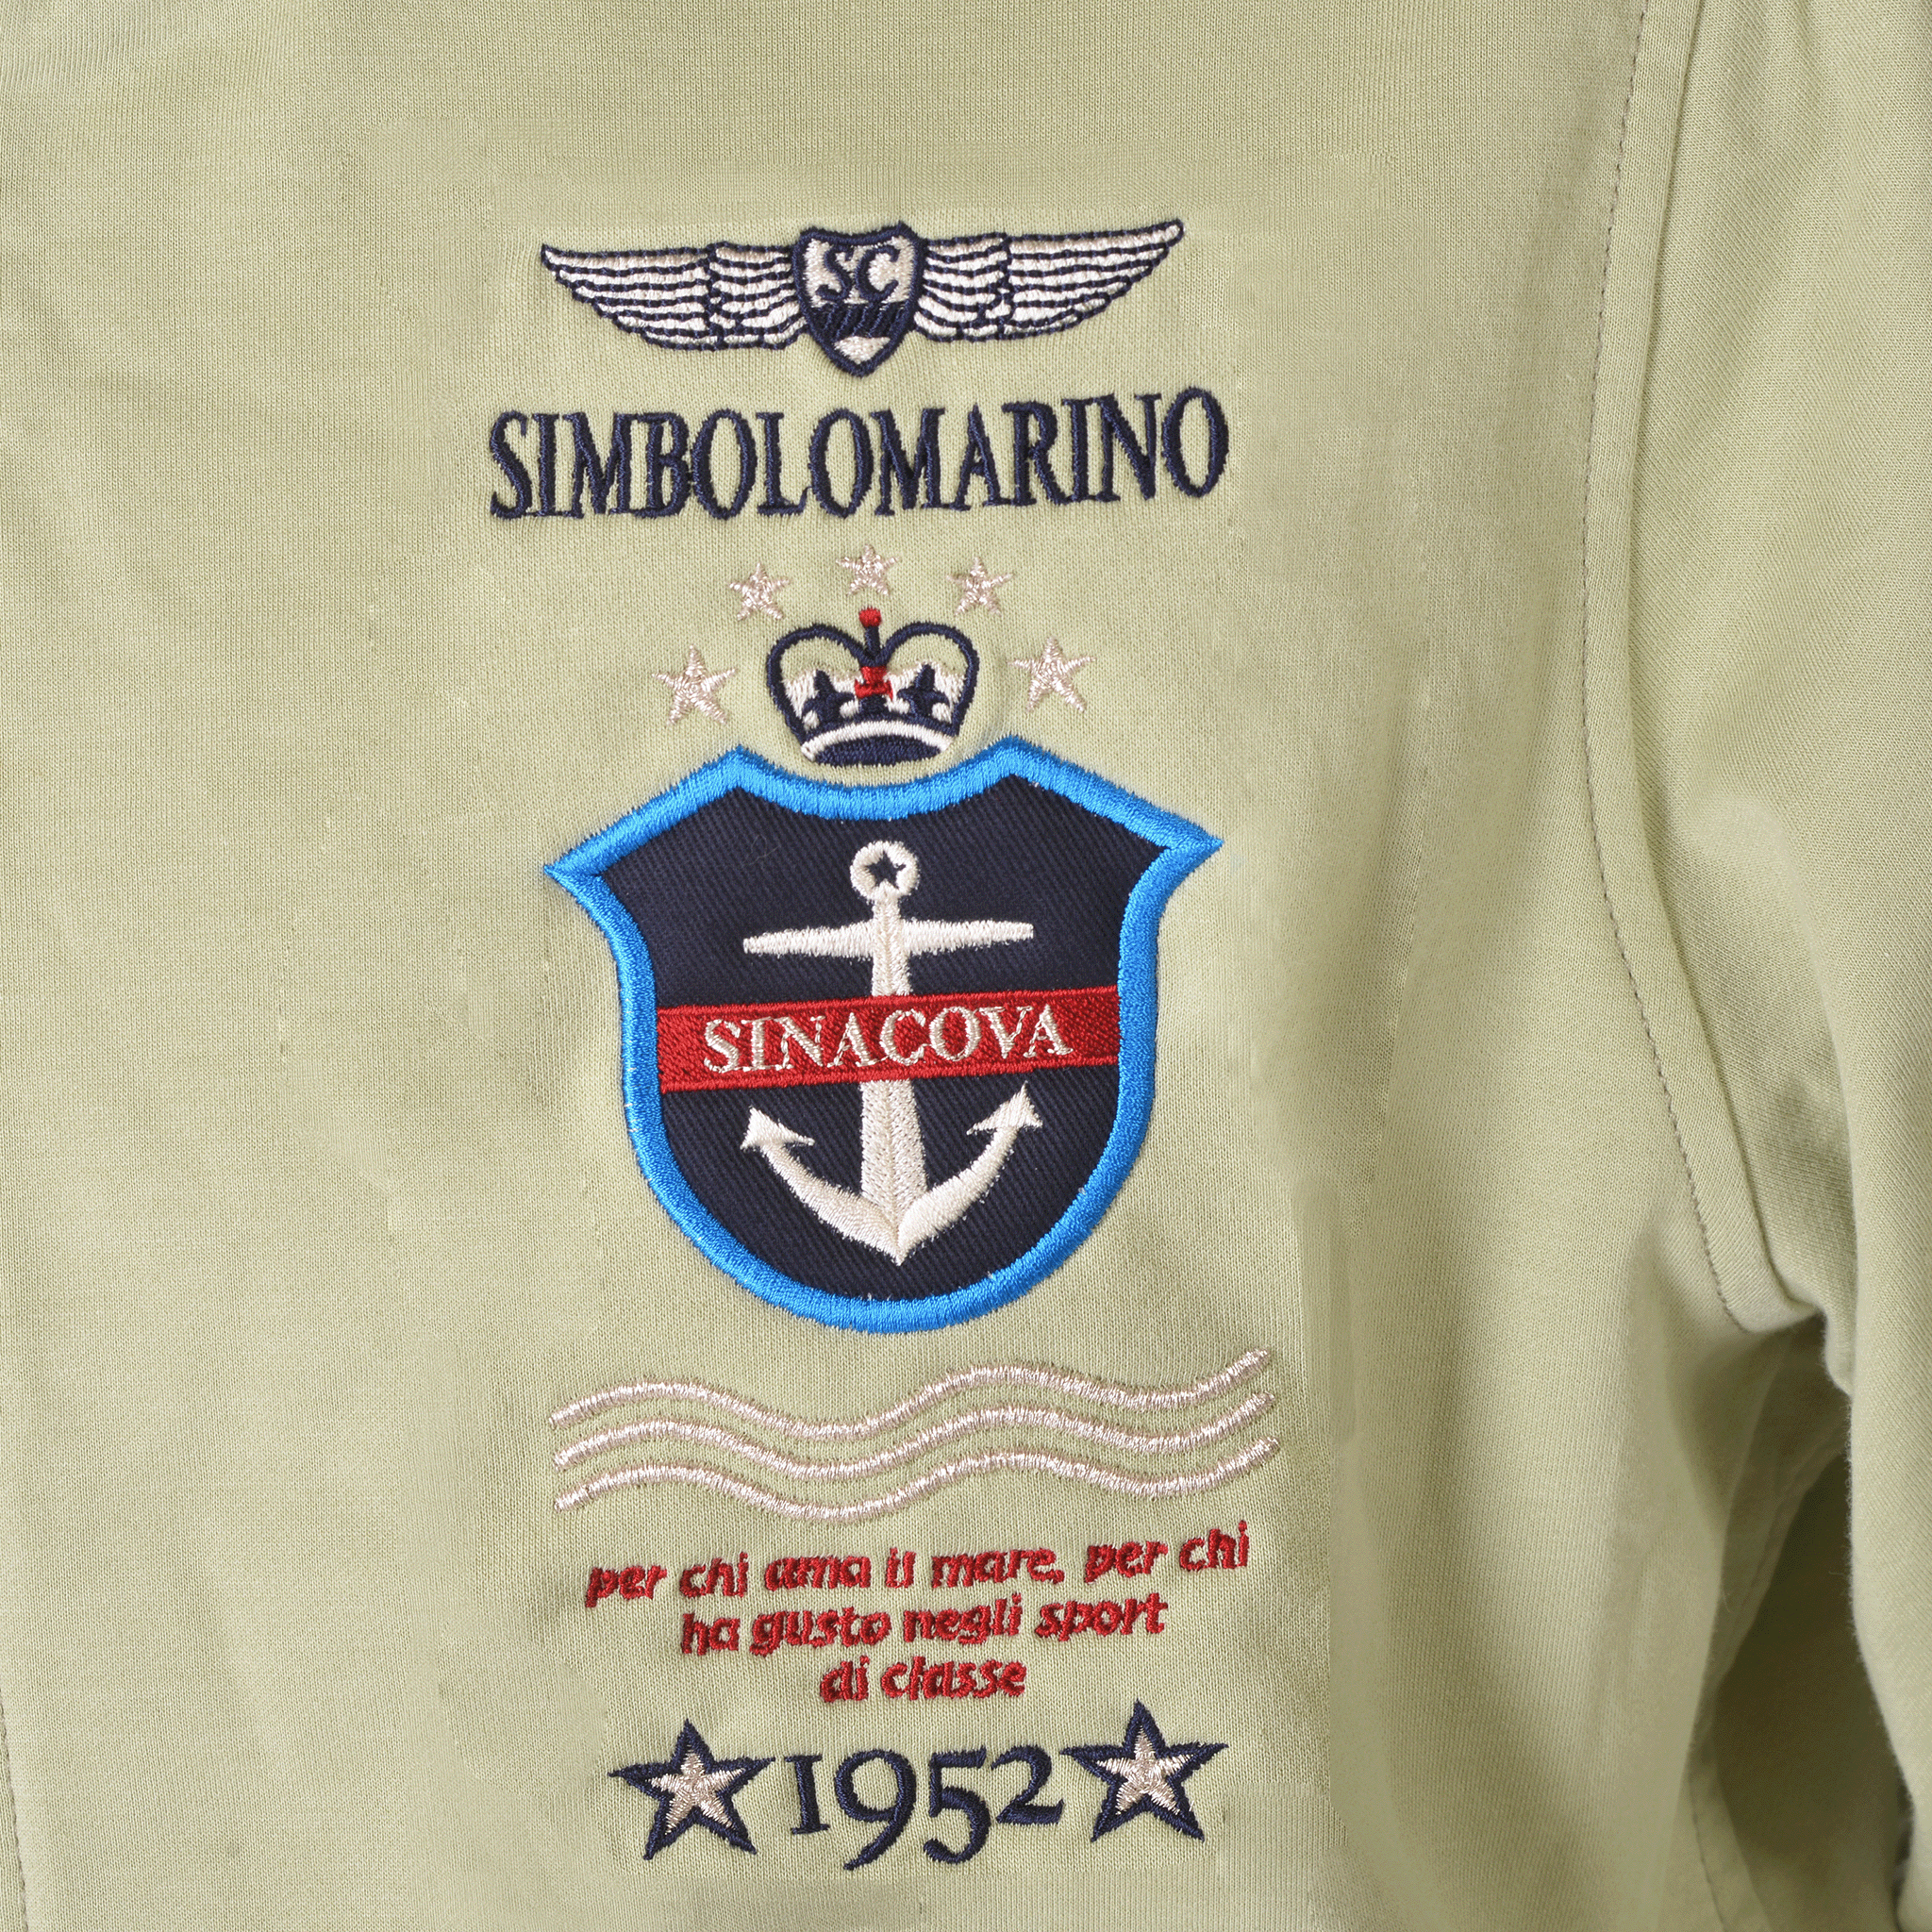 SC
SIMBOLOMARINO
SINACOVA
per chi ama il mare, per chi
ha gusto negli sport
di classe
1952